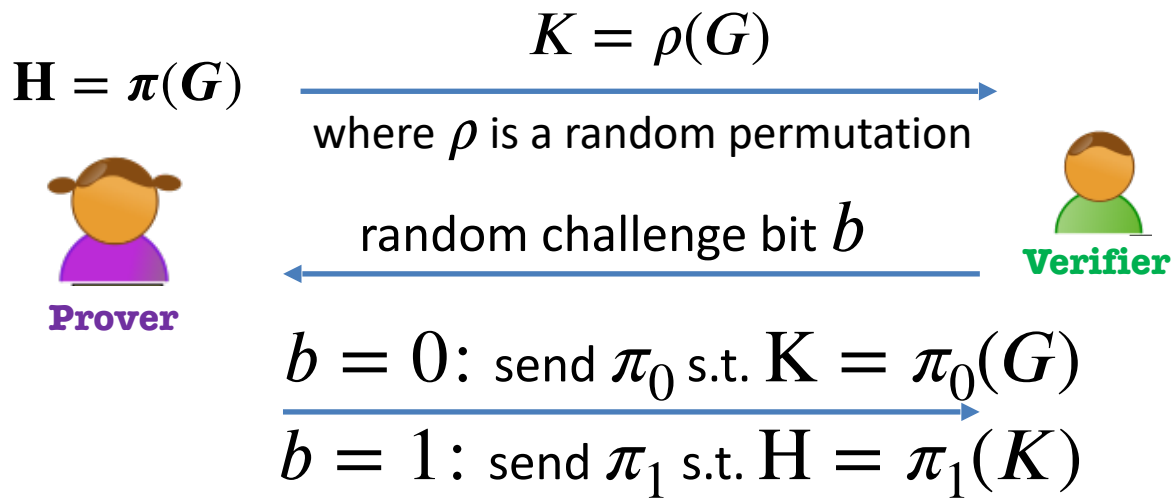 K = ρ(G)
H = π(G)
where ρ is a random permutation
random challenge bit b
Verifier
Prover
b = 0: send π₀ s.t. K = π₀(G)
b = 1: send π₁ s.t. H = π₁(K)